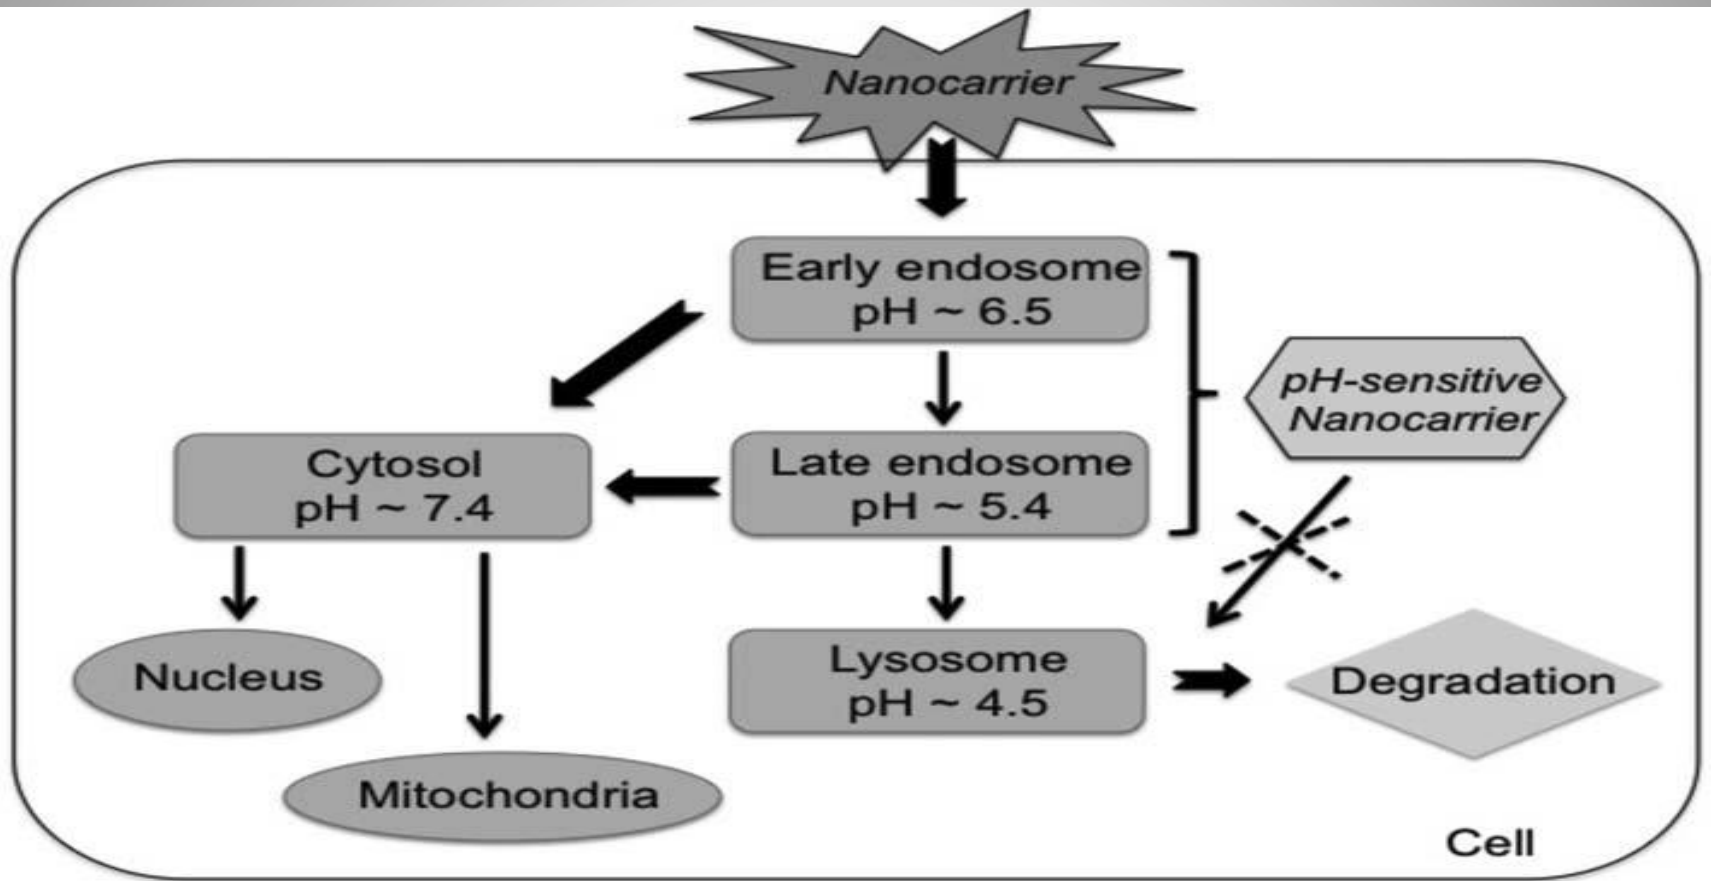 Nanocarrier
Early endosome
pH ~ 6.5
pH-sensitive
Nanocarrier
Cytosol
pH ~ 7.4
Late endosome
pH ~ 5.4
Nucleus
Lysosome
pH ~ 4.5
Degradation
Mitochondria
Cell